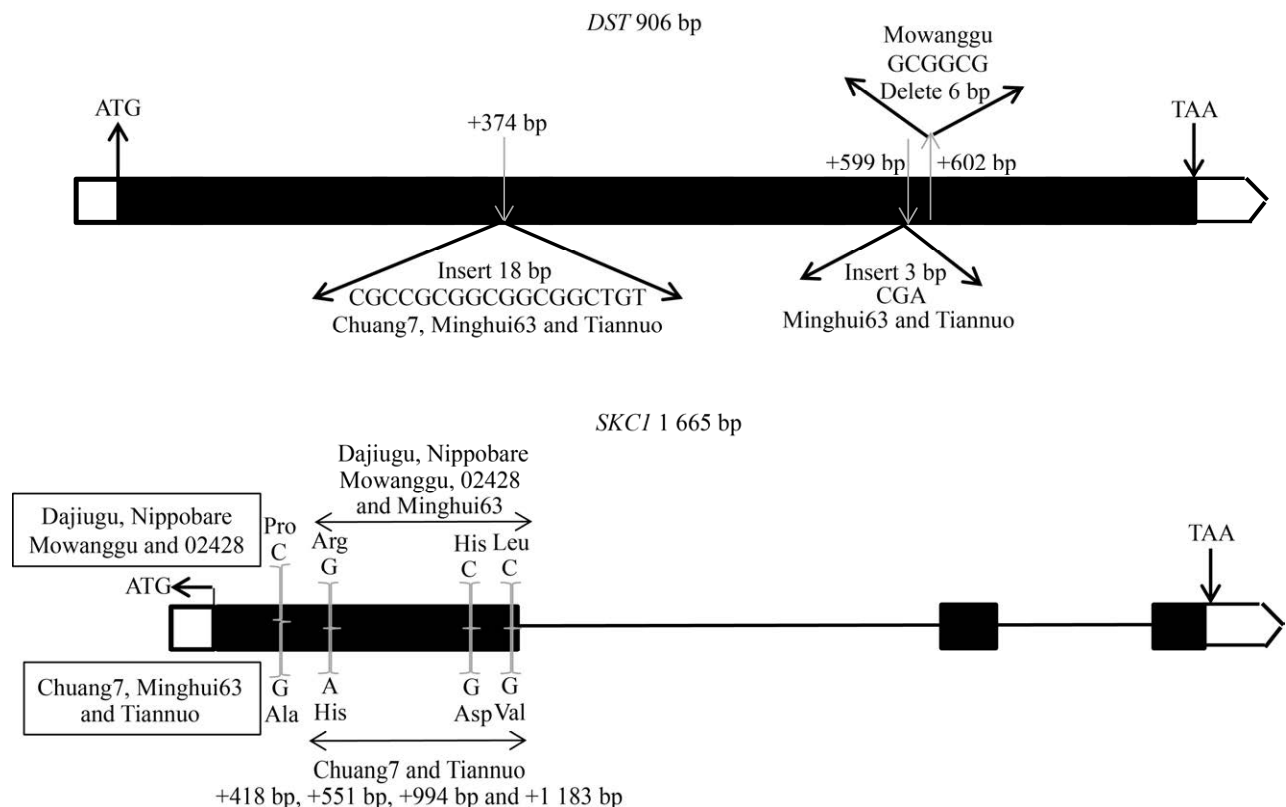 DST 906 bp
Mowanggu
GCGGCG
Delete 6 bp
ATG
+374 bp
TAA
+599 bp
+602 bp
Insert 18 bp
CGCCGCGGCGGCGGCTGT
Chuang7, Minghui63 and Tiannuo
Insert 3 bp
CGA
Minghui63 and Tiannuo
SKC1 1 665 bp
Dajiugu, Nippobare
Mowanggu, 02428
and Minghui63
Dajiugu, Nippobare
Mowanggu and 02428
Pro
C
Arg
G
His
C
Leu
C
ATG
TAA
Chuang7, Minghui63
and Tiannuo
G
Ala
A
His
G
Asp
G
Val
Chuang7 and Tiannuo
+418 bp, +551 bp, +994 bp and +1 183 bp